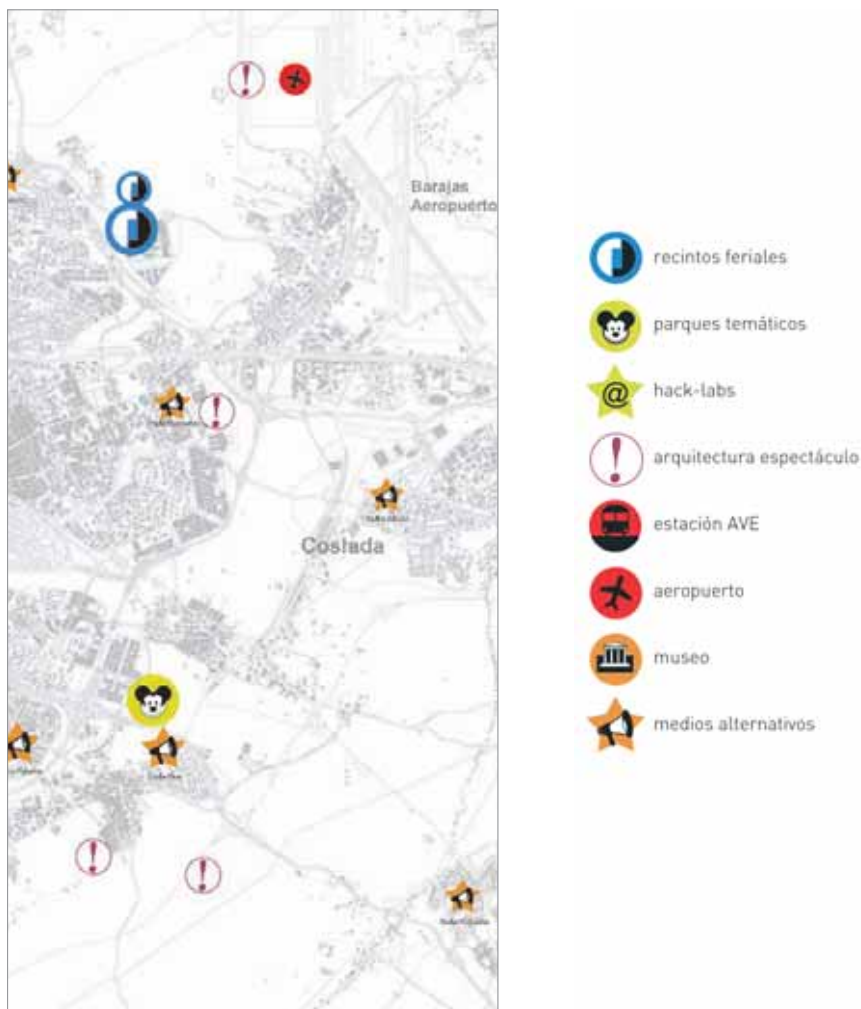 Barajas
Aeropuerto
Coslada
recintos feriales
parques temáticos
@ hack-labs
arquitectura espectáculo
estación AVE
aeropuerto
museo
medios alternativos